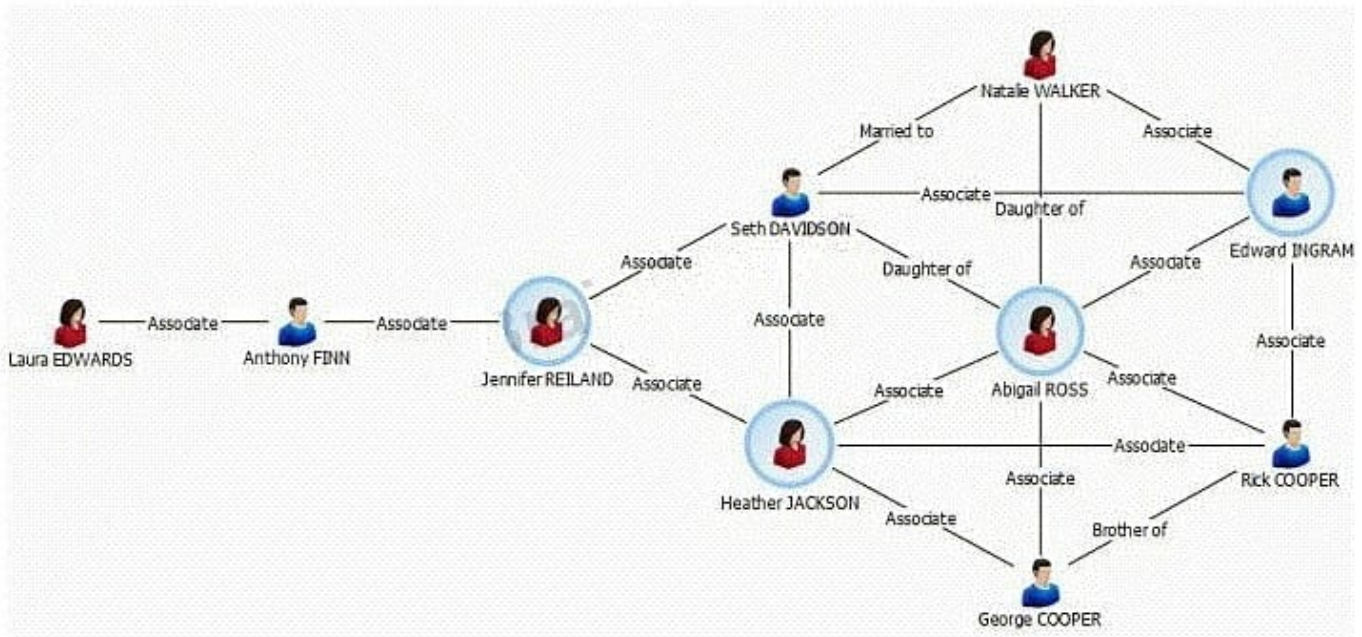 Natalie WALKER
Married to
Associate
Associate
Daughter of
Seth DAVIDSON
Edward INGRAM
Associate
Daughter of
Associate
Associate
Associate
Associate
Associate
Laura EDWARDS
Anthony FINN
Jennifer REILAND
Associate
Associate
Abigail ROSS
Associate
Associate
Associate
Heather JACKSON
Associate
Rick COOPER
Associate
Brother of
George COOPER